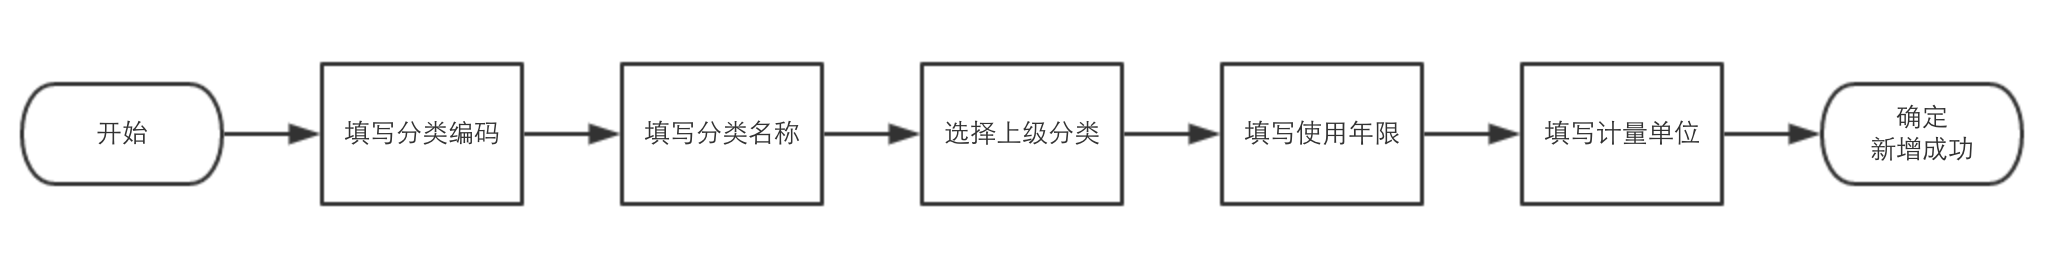 开始
填写分类编码
填写分类名称
选择上级分类
填写使用年限
填写计量单位
确定
新增成功